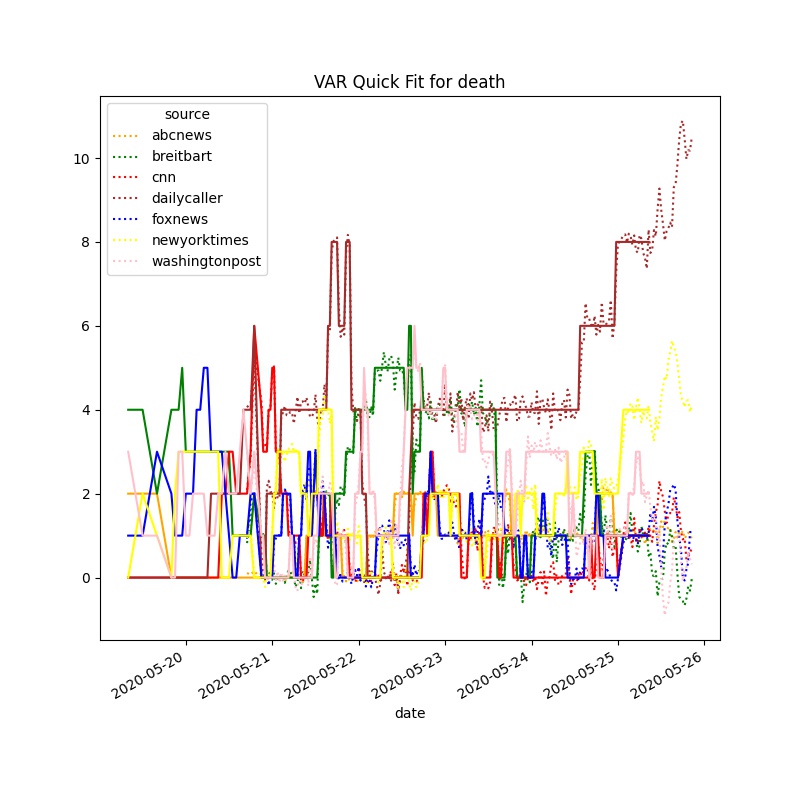 VAR Quick Fit for death
source
abcnews
breitbart
cnn
dailycaller
foxnews
newyorktimes
washingtonpost
10
8
6
4
2
0
2020-05-20
2020-05-21
2020-05-22
2020-05-23
2020-05-24
2020-05-25
2020-05-26
date